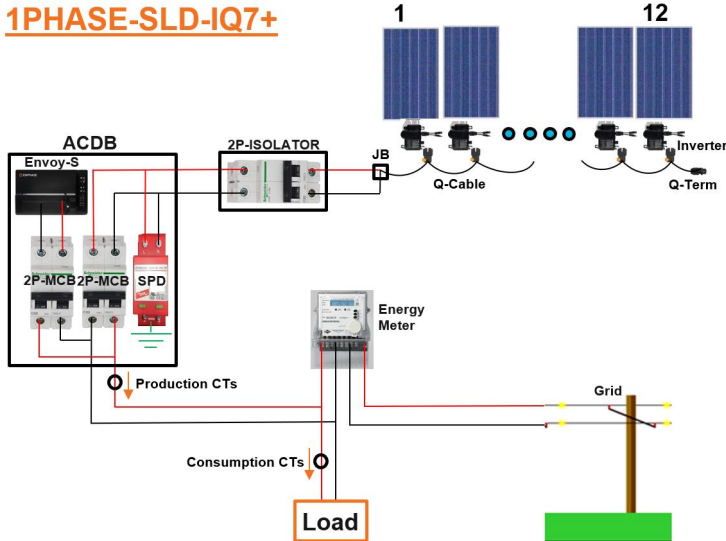 1PHASE-SLD-IQ7+
1
12
ACDB
Envoy-S
2P-ISOLATOR
JB
Inverter
Q-Cable
Q-Term
2P-MCB
2P-MCB
SPD
Energy
Meter
Production CTs
Grid
Consumption CTs
Load